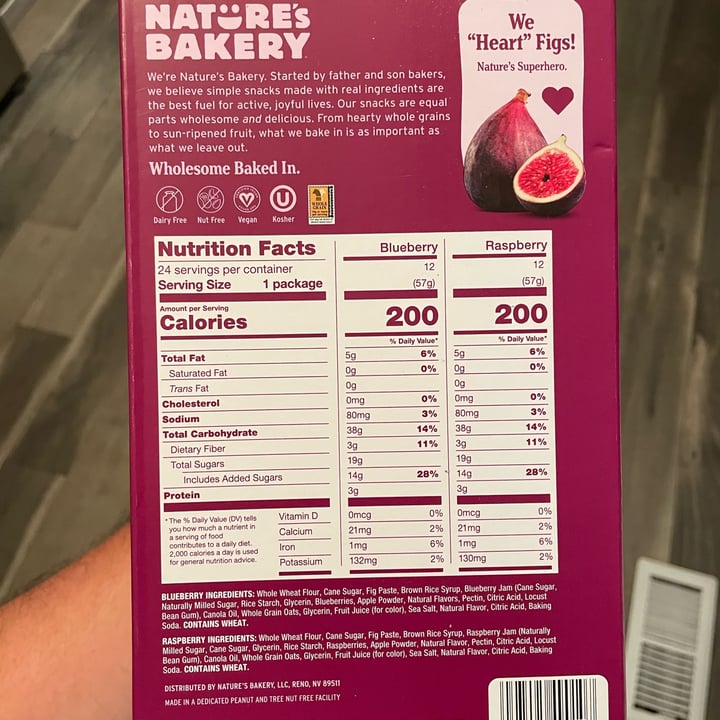 NATURE'S
BAKERY
We're Nature's Bakery. Started by father and son bakers,
we believe simple snacks made with real ingredients are
the best fuel for active, joyful lives. Our snacks are equal
parts wholesome and delicious. From hearty whole grains
to sun-ripened fruit, what we bake in is as important as
what we leave out.
Wholesome Baked In.
Dairy Free Nut Free Vegan Kosher
We
"Heart" Figs!
Nature's Superhero.
WHOLE
GRAIN
Nutrition Facts Blueberry Raspberry
24 servings per container 12 12
Serving Size 1 package (57g) (57g)
Amount per Serving
Calories 200 200
% Daily Value* % Daily Value*
Total Fat 5g 6% 5g 6%
Saturated Fat 0g 0% 0g 0%
Trans Fat 0g 0g
Cholesterol 0mg 0% 0mg 0%
Sodium 80mg 3% 80mg 3%
Total Carbohydrate 38g 14% 38g 14%
Dietary Fiber 3g 11% 3g 11%
Total Sugars 19g 19g
Includes Added Sugars 14g 28% 14g 28%
Protein 3g 3g
*The % Daily Value (DV) tells
you how much a nutrient in
a serving of food
contributes to a daily diet.
2,000 calories a day is used
for general nutrition advice.
Vitamin D 0mcg 0% 0mcg 0%
Calcium 21mg 2% 21mg 2%
Iron 1mg 6% 1mg 6%
Potassium 132mg 2% 130mg 2%
BLUEBERRY INGREDIENTS: Whole Wheat Flour, Cane Sugar, Fig Paste, Brown Rice Syrup, Blueberry Jam (Cane Sugar,
Naturally Milled Sugar, Rice Starch, Glycerin, Blueberries, Apple Powder, Natural Flavors, Pectin, Citric Acid, Locust
Bean Gum), Canola Oil, Whole Grain Oats, Glycerin, Fruit Juice (for color), Sea Salt, Natural Flavor, Citric Acid, Baking
Soda. CONTAINS WHEAT.
RASPBERRY INGREDIENTS: Whole Wheat Flour, Cane Sugar, Fig Paste, Brown Rice Syrup, Raspberry Jam (Naturally
Milled Sugar, Cane Sugar, Glycerin, Rice Starch, Raspberries, Apple Powder, Natural Flavor, Pectin, Citric Acid, Locust
Bean Gum), Canola Oil, Whole Grain Oats, Glycerin, Fruit Juice (for color), Sea Salt, Natural Flavor, Citric Acid, Baking
Soda. CONTAINS WHEAT.
DISTRIBUTED BY NATURE'S BAKERY, LLC, RENO, NV 89511
MADE IN A DEDICATED PEANUT AND TREE NUT FREE FACILITY